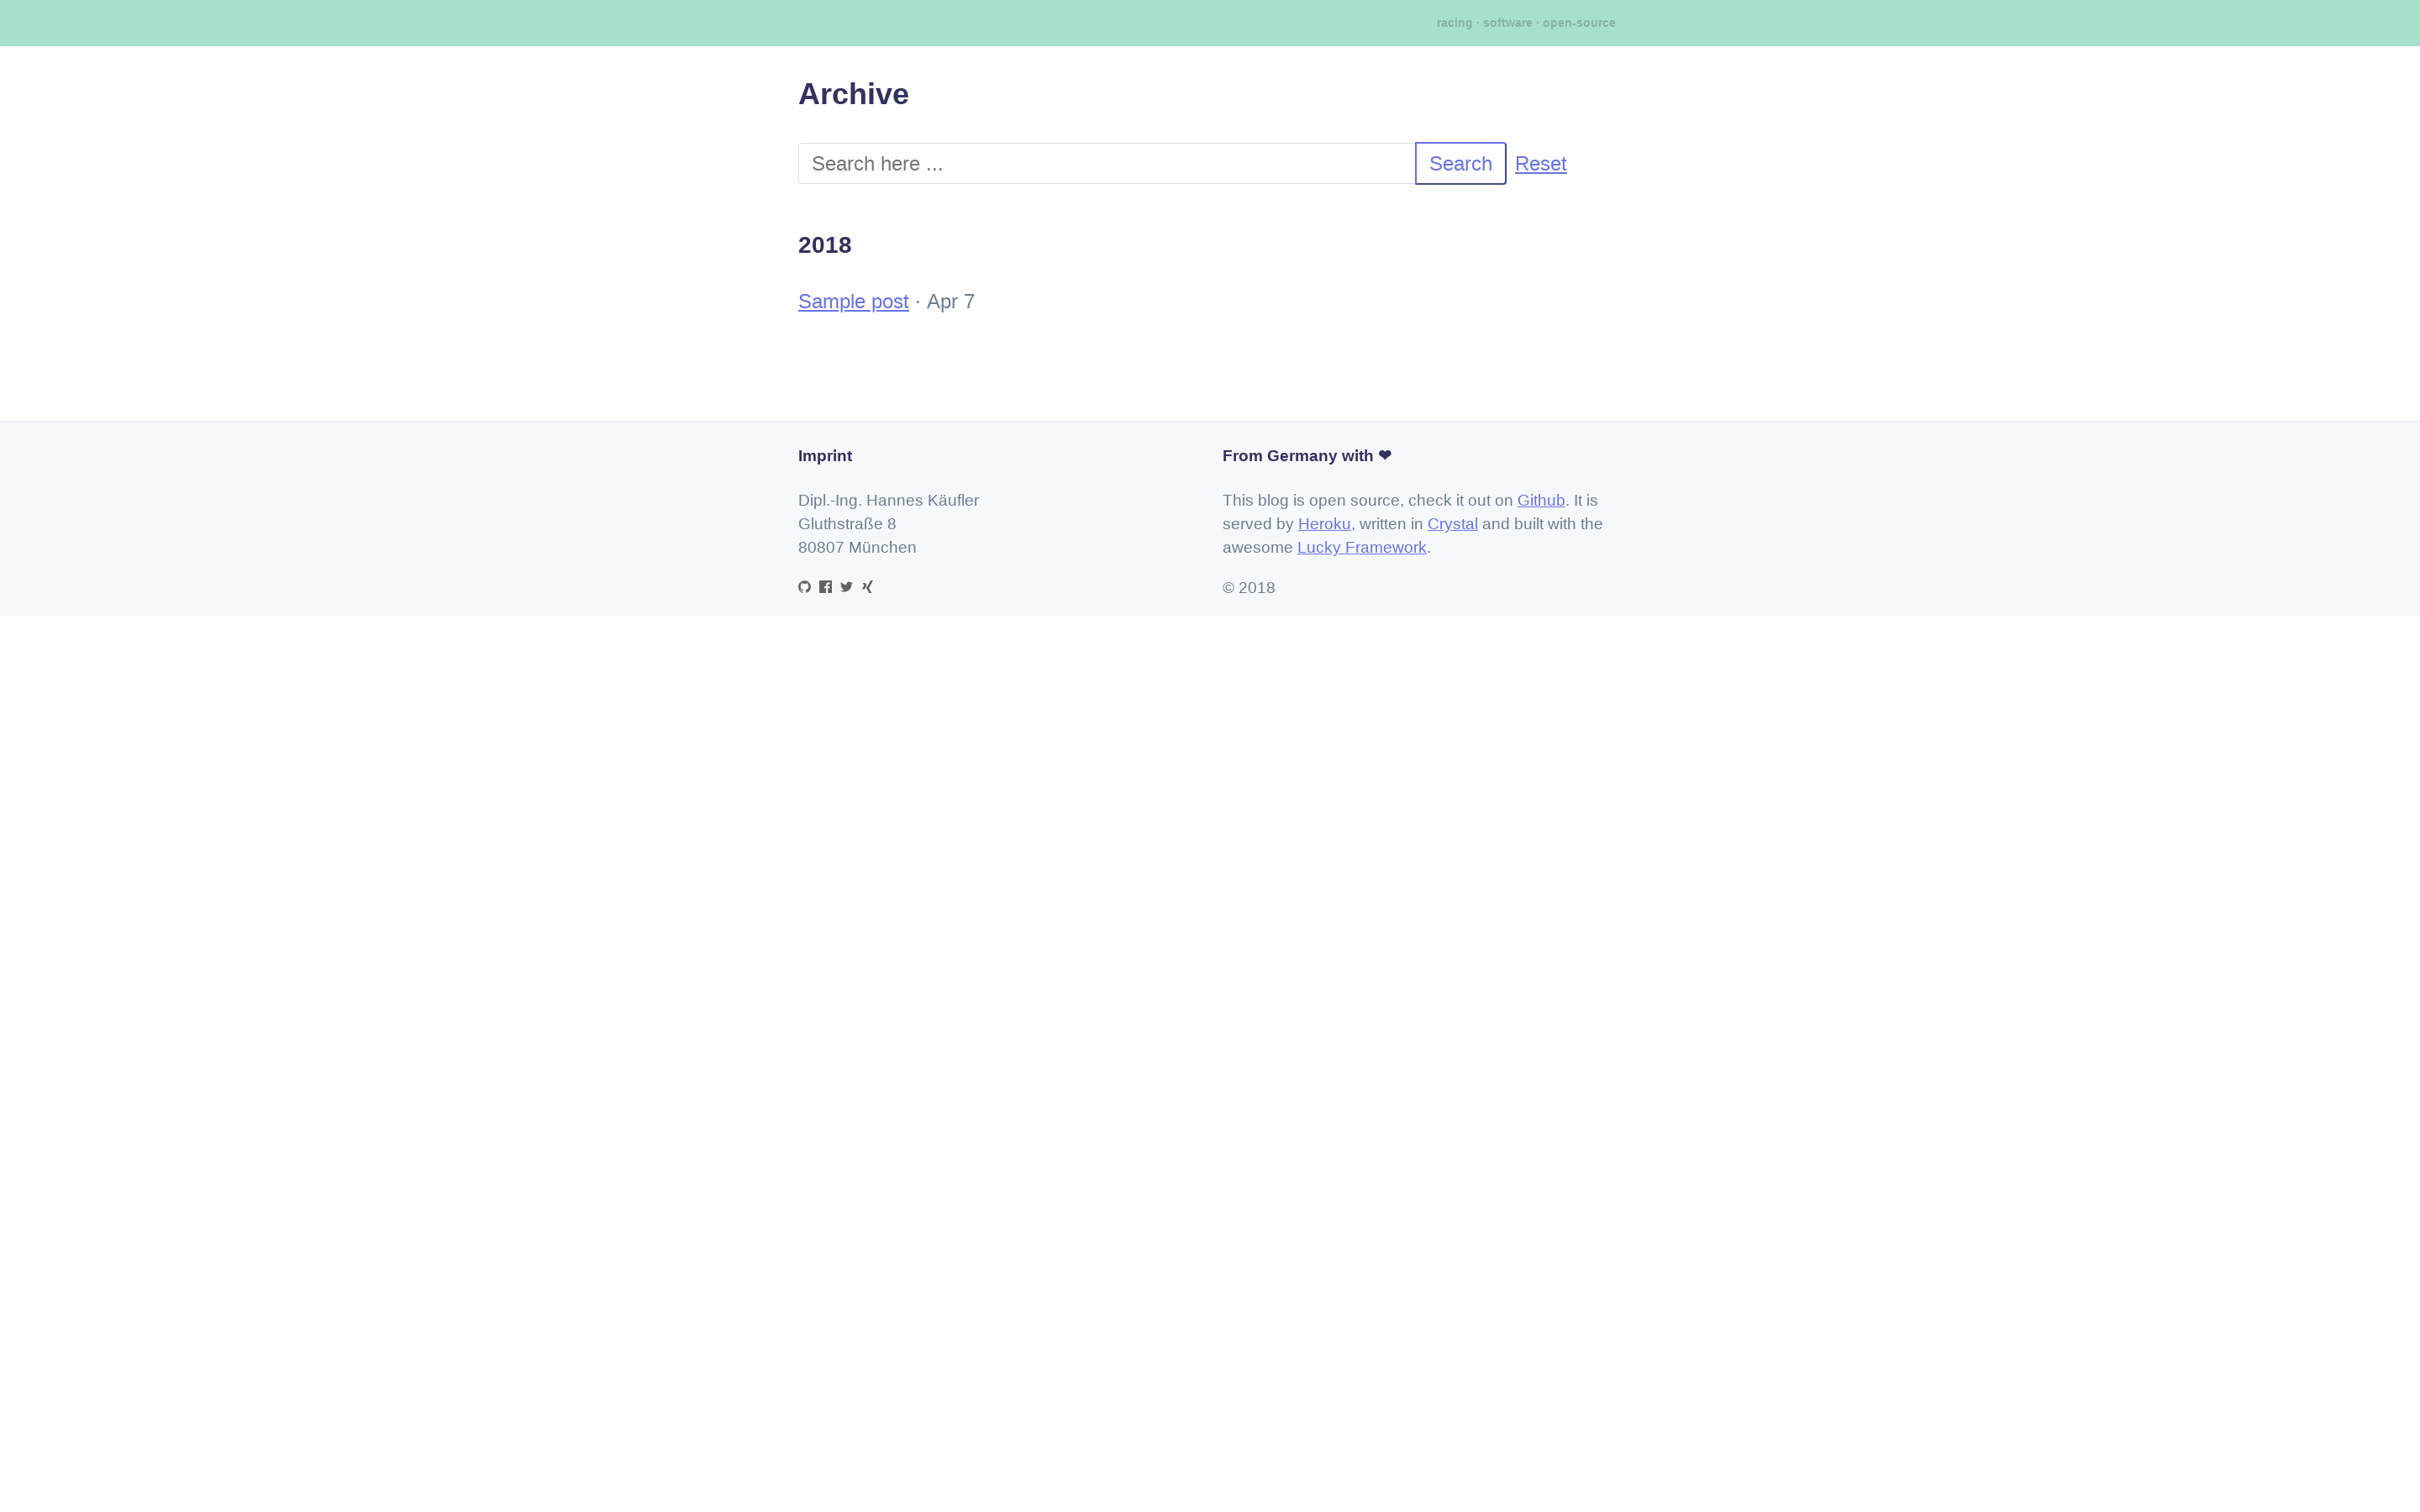 racing · software · open-source
Archive
Search here ...
Search
Reset
2018
Sample post · Apr 7
Imprint
Dipl.-Ing. Hannes Käufler
Gluthstraße 8
80807 München
From Germany with ❤
This blog is open source, check it out on Github. It is
served by Heroku, written in Crystal and built with the
awesome Lucky Framework.
© 2018